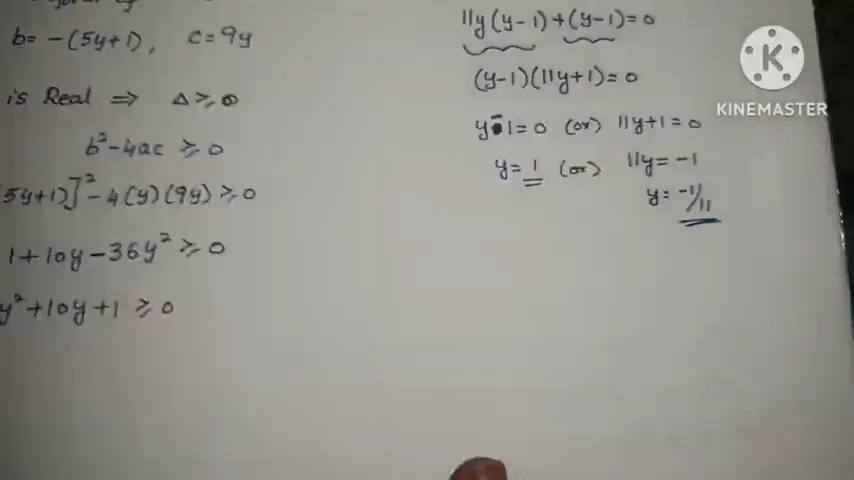 b = -(5y+1), c = 9y
is Real ⇒ Δ ≥ 0
b² - 4ac ≥ 0
5y+1)]² - 4(y)(9y) ≥ 0
1 + 10y - 36y² ≥ 0
y² + 10y + 1 ≥ 0
11y(y-1) + (y-1) = 0
(y-1)(11y+1) = 0
y - 1 = 0 (or) 11y+1 = 0
y = 1 (or) 11y = -1
y = -1/11
KINEMASTER